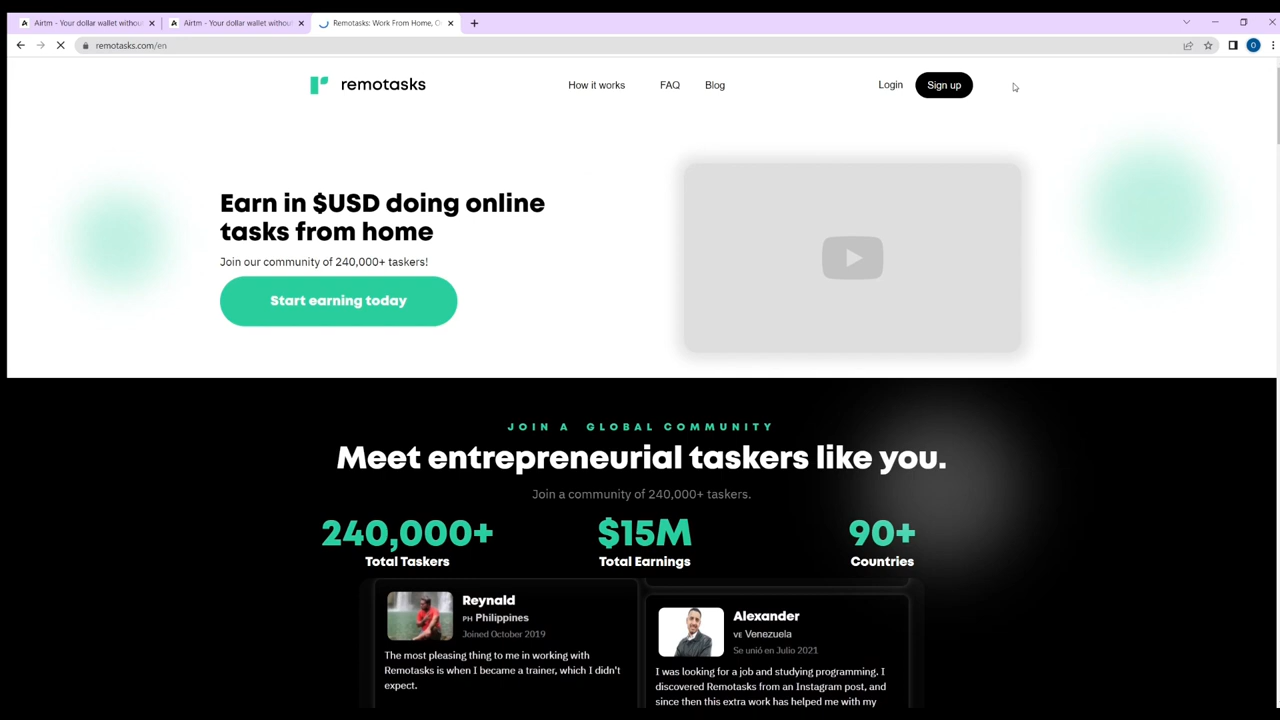 Airtm - Your dollar wallet withou
Airtm - Your dollar wallet withou
Remotasks: Work From Home, O
remotasks.com/en
O
remotasks
How it works
FAQ
Blog
Login
Sign up
Earn in $USD doing online
tasks from home
Join our community of 240,000+ taskers!
Start earning today
JOIN A GLOBAL COMMUNITY
Meet entrepreneurial taskers like you.
Join a community of 240,000+ taskers.
240,000+
Total Taskers
$15M
Total Earnings
90+
Countries
Reynald
PH Philippines
Joined October 2019
The most pleasing thing to me in working with
Remotasks is when I became a trainer, which I didn't
expect.
Alexander
VE Venezuela
Se unió en Julio 2021
I was looking for a job and studying programming. I
discovered Remotasks from an Instagram post, and
since then this extra work has helped me with my